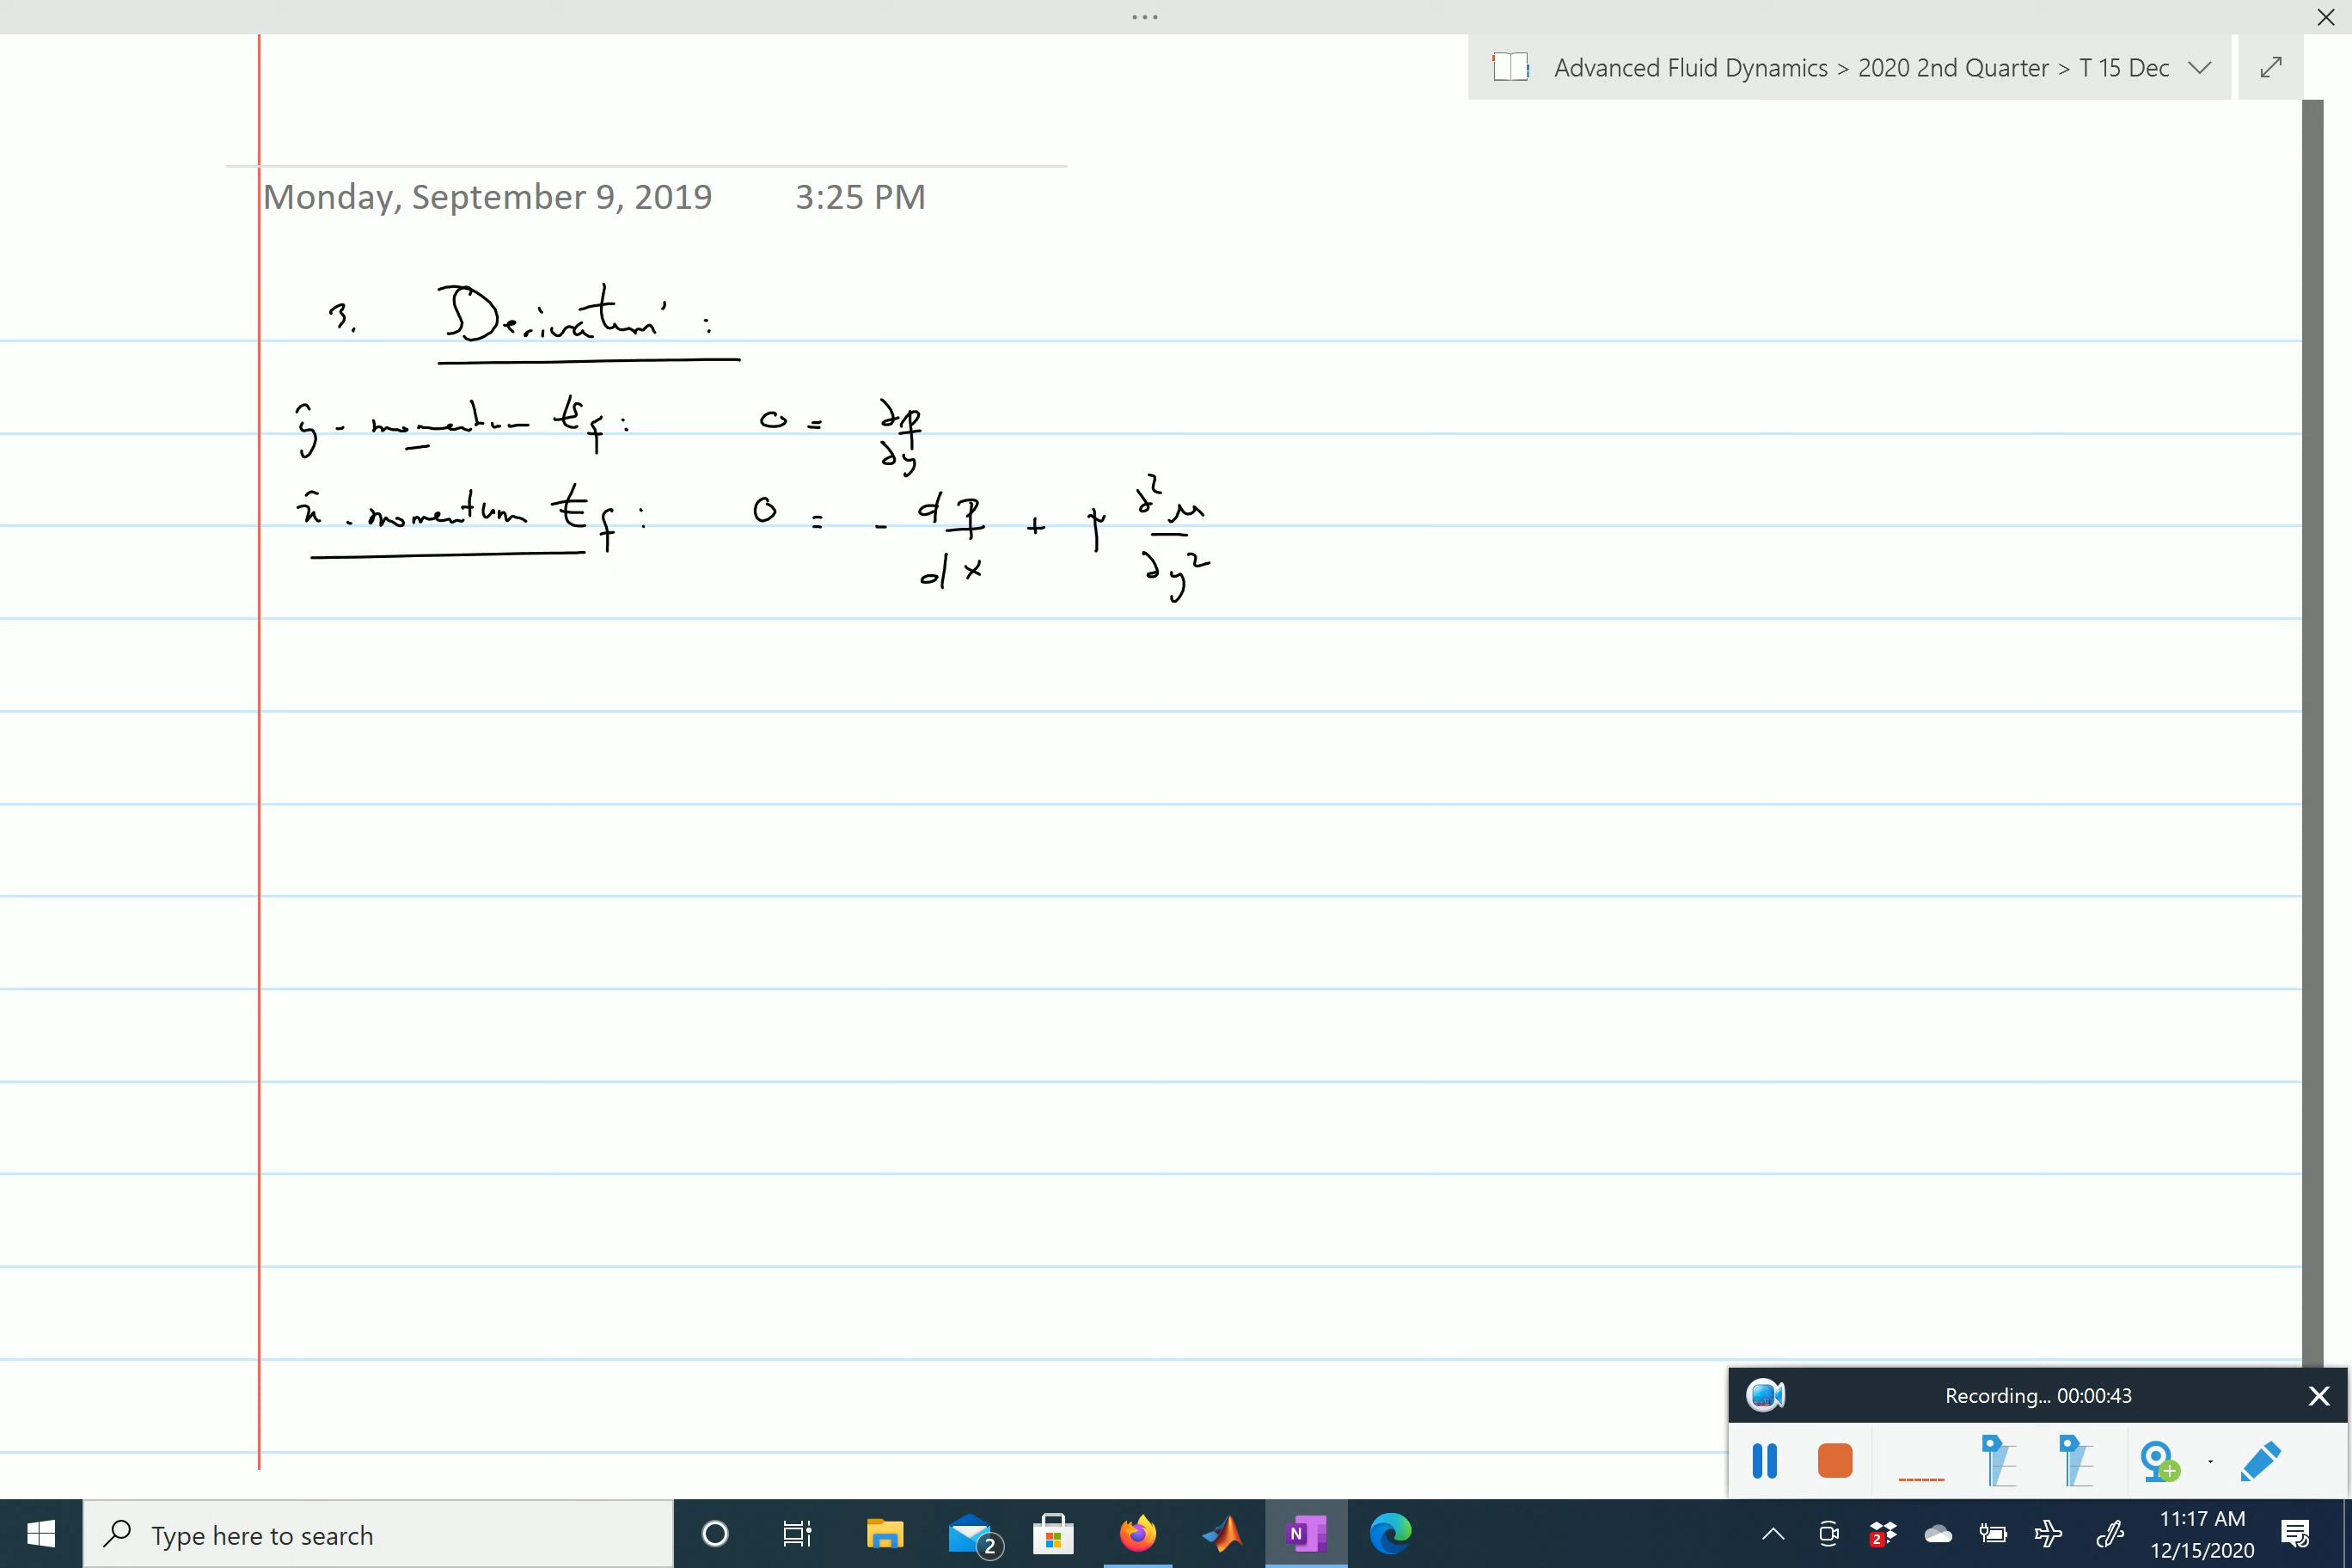 Advanced Fluid Dynamics > 2020 2nd Quarter > T 15 Dec
Monday, September 9, 2019 3:25 PM
3. Derivation :
ŷ - momentum Eq : 0 = ∂p/∂y
x̂ - momentum Eq : 0 = - dp/dx + μ ∂²u/∂y²
Recording... 00:00:43
Type here to search
2
N
2
11:17 AM
12/15/2020